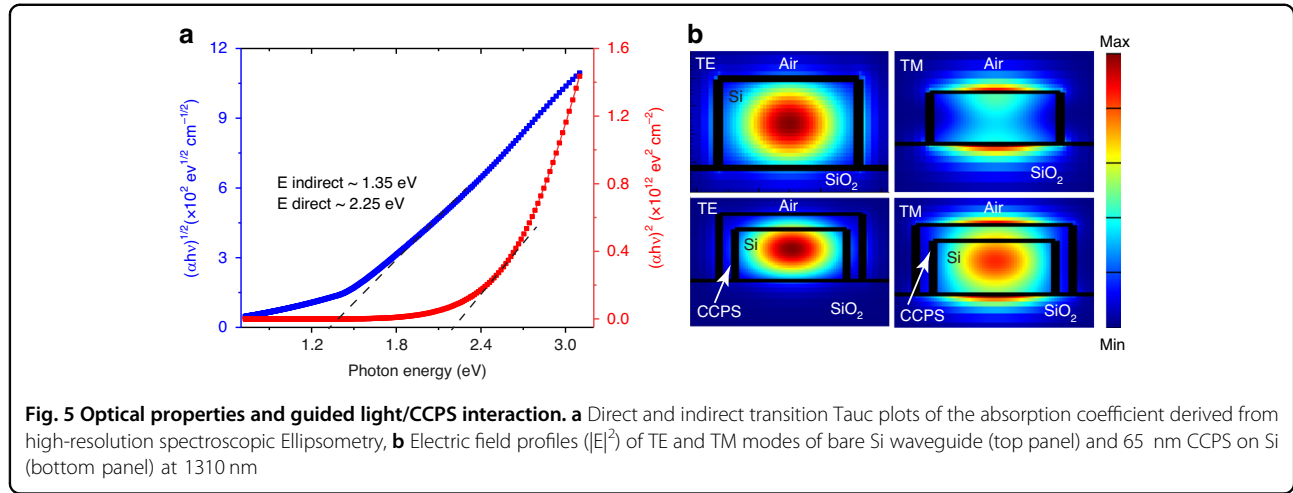 a
b
12
9
6
3
0
(αhν)^1/2 (×10^2 ev^1/2 cm^−1/2)
E indirect ~ 1.35 eV
E direct ~ 2.25 eV
1.2
1.8
2.4
3.0
Photon energy (eV)
1.6
1.2
0.8
0.4
0.0
(αhν)^2 (×10^12 ev^2 cm^−2)
TE
Air
Si
SiO2
TM
Air
SiO2
TE
Air
Si
CCPS
SiO2
TM
Air
Si
CCPS
SiO2
Max
Min
Fig. 5 Optical properties and guided light/CCPS interaction. a Direct and indirect transition Tauc plots of the absorption coefficient derived from
high-resolution spectroscopic Ellipsometry, b Electric field profiles (|E|^2) of TE and TM modes of bare Si waveguide (top panel) and 65 nm CCPS on Si
(bottom panel) at 1310 nm